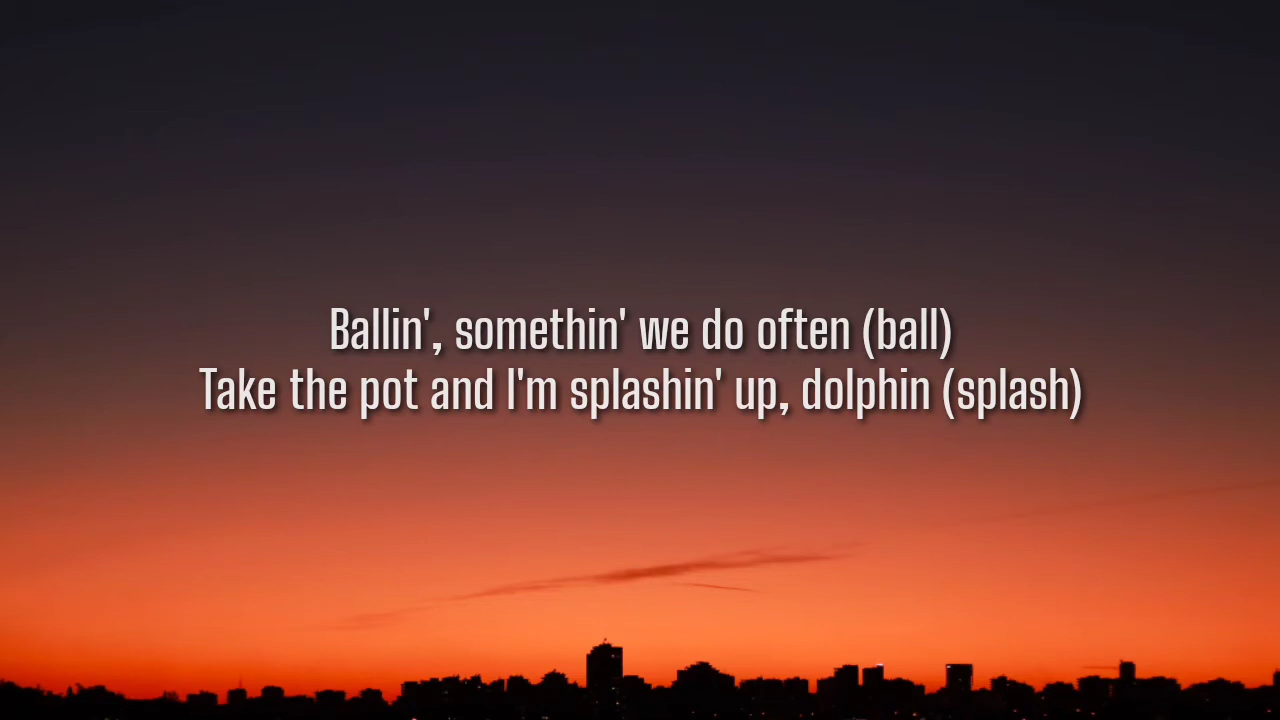 Ballin', somethin' we do often (ball)
Take the pot and I'm splashin' up, dolphin (splash)